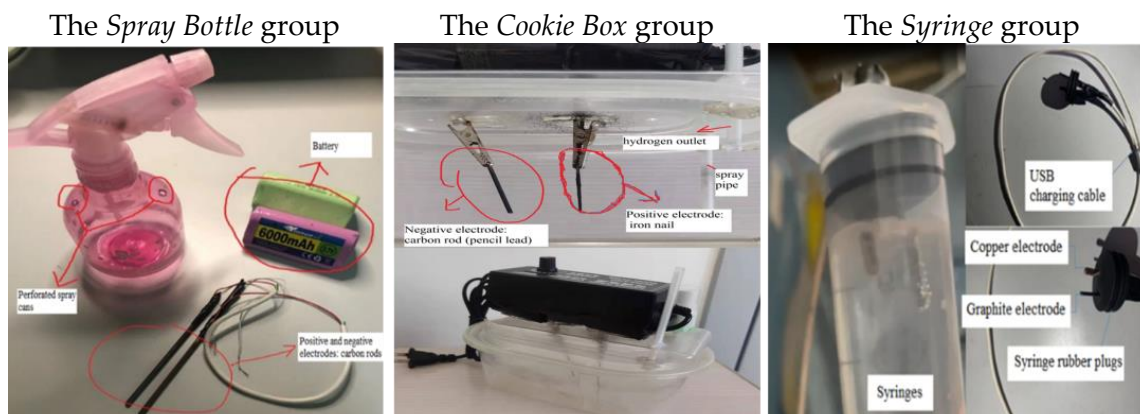 The Spray Bottle group
The Cookie Box group
The Syringe group
Battery
6000mAh
Perforated spray
cans
Positive and negative
electrodes: carbon rods
hydrogen outlet
spray
pipe
Negative electrode:
carbon rod (pencil lead)
Positive electrode:
iron nail
USB
charging cable
Copper electrode
Graphite electrode
Syringe rubber plugs
Syringes